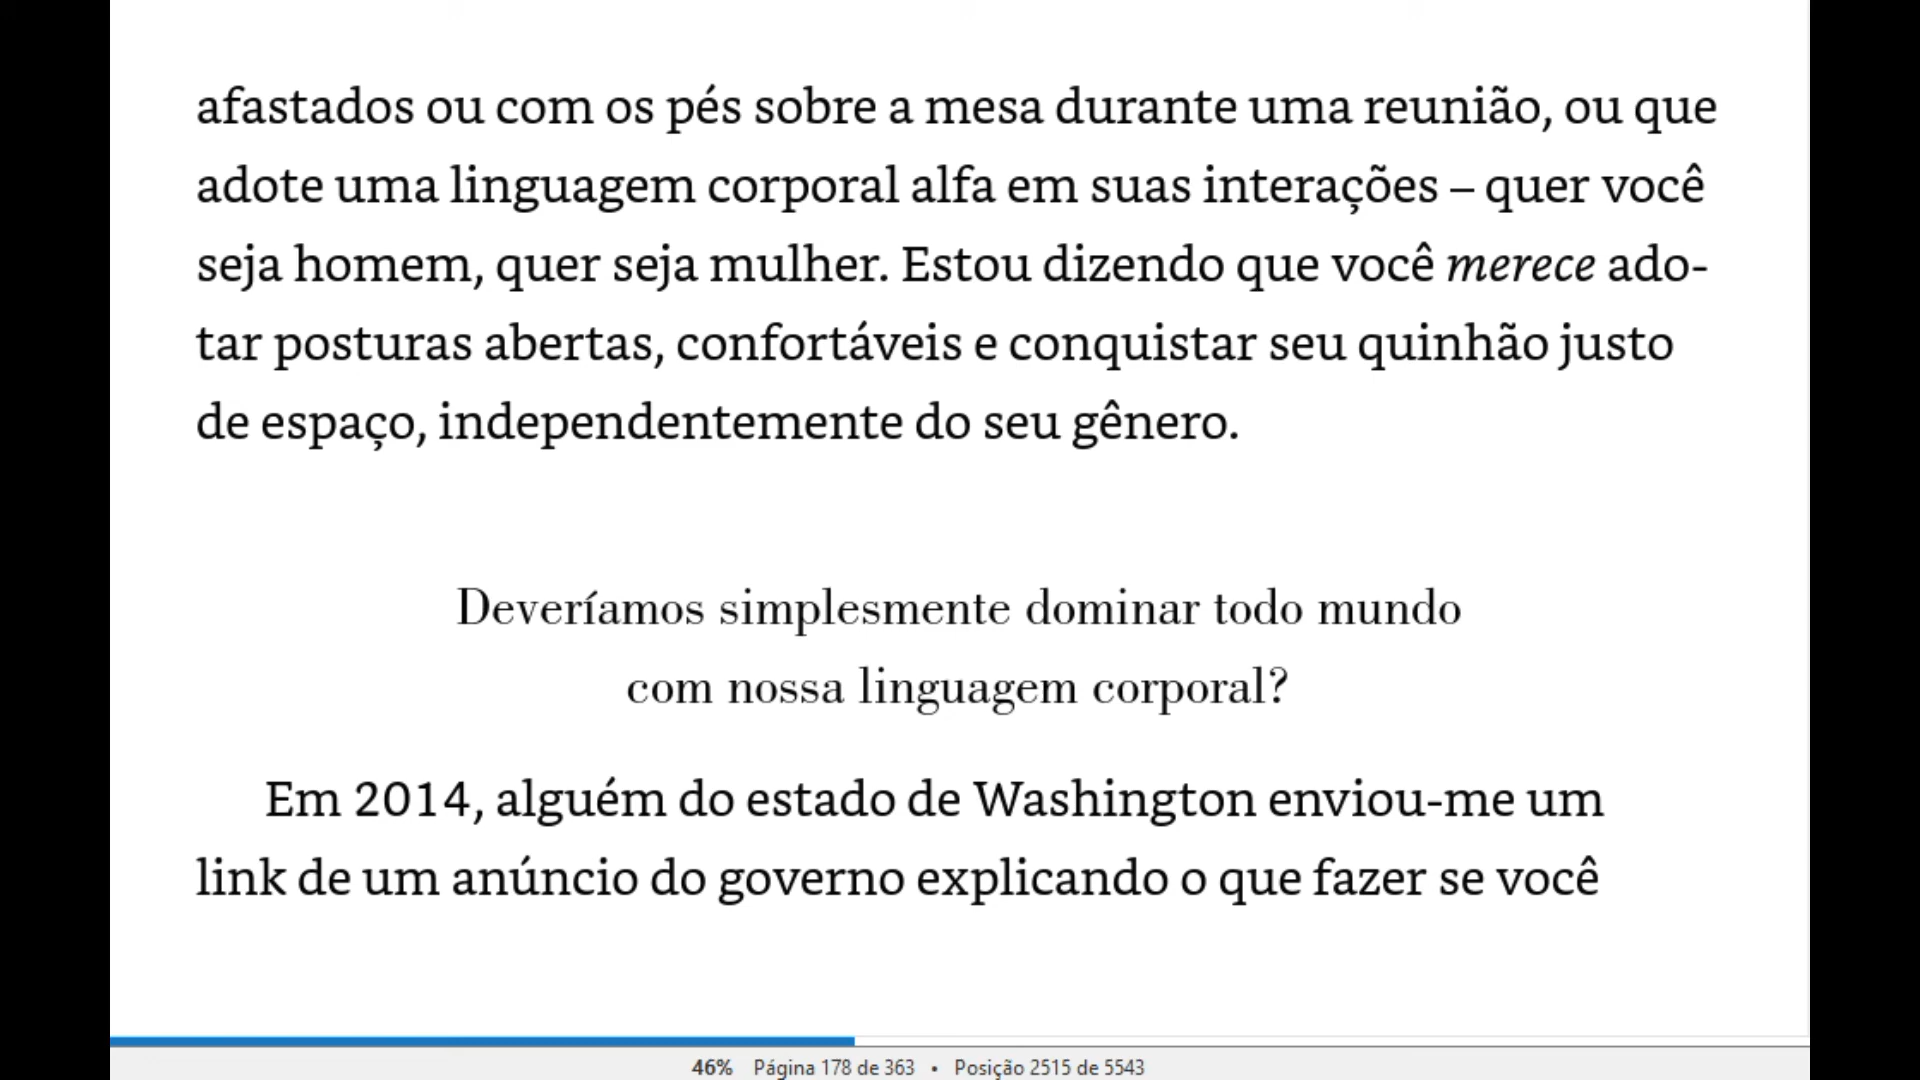 afastados ou com os pés sobre a mesa durante uma reunião, ou que
adote uma linguagem corporal alfa em suas interações – quer você
seja homem, quer seja mulher. Estou dizendo que você merece ado-
tar posturas abertas, confortáveis e conquistar seu quinhão justo
de espaço, independentemente do seu gênero.
Deveríamos simplesmente dominar todo mundo
com nossa linguagem corporal?
Em 2014, alguém do estado de Washington enviou-me um
link de um anúncio do governo explicando o que fazer se você
46% Página 178 de 363 • Posição 2515 de 5543